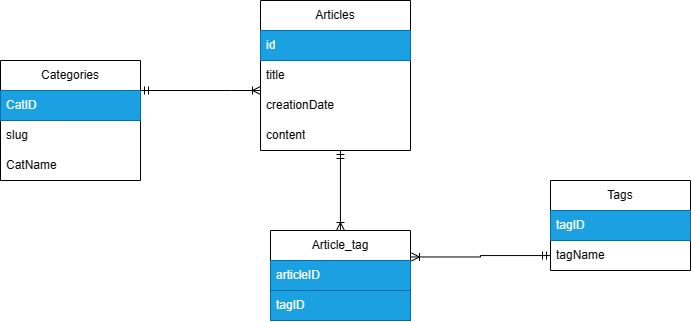 Articles
id
title
creationDate
content
Categories
CatID
slug
CatName
Article_tag
articleID
tagID
Tags
tagID
tagName